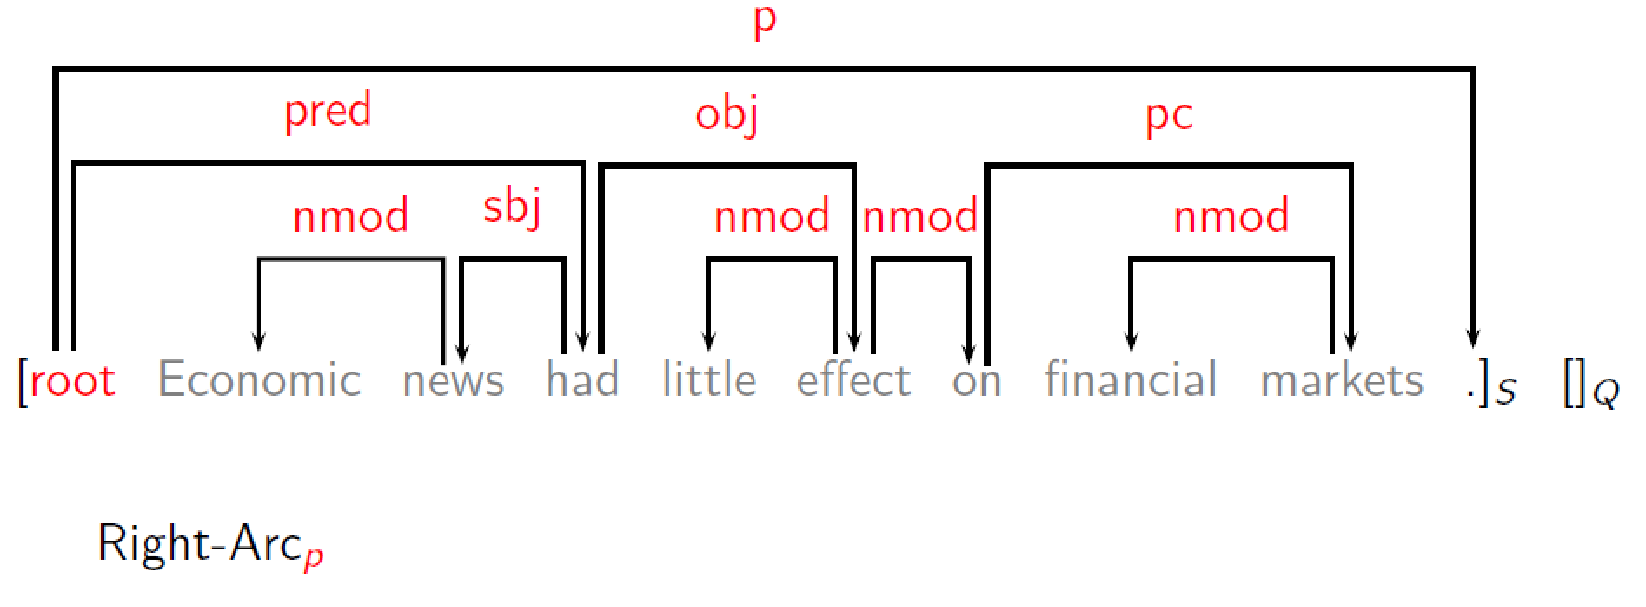 p
pred obj pc
nmod sbj nmod nmod nmod
[root Economic news had little effect on financial markets .]S []Q
Right-Arcp